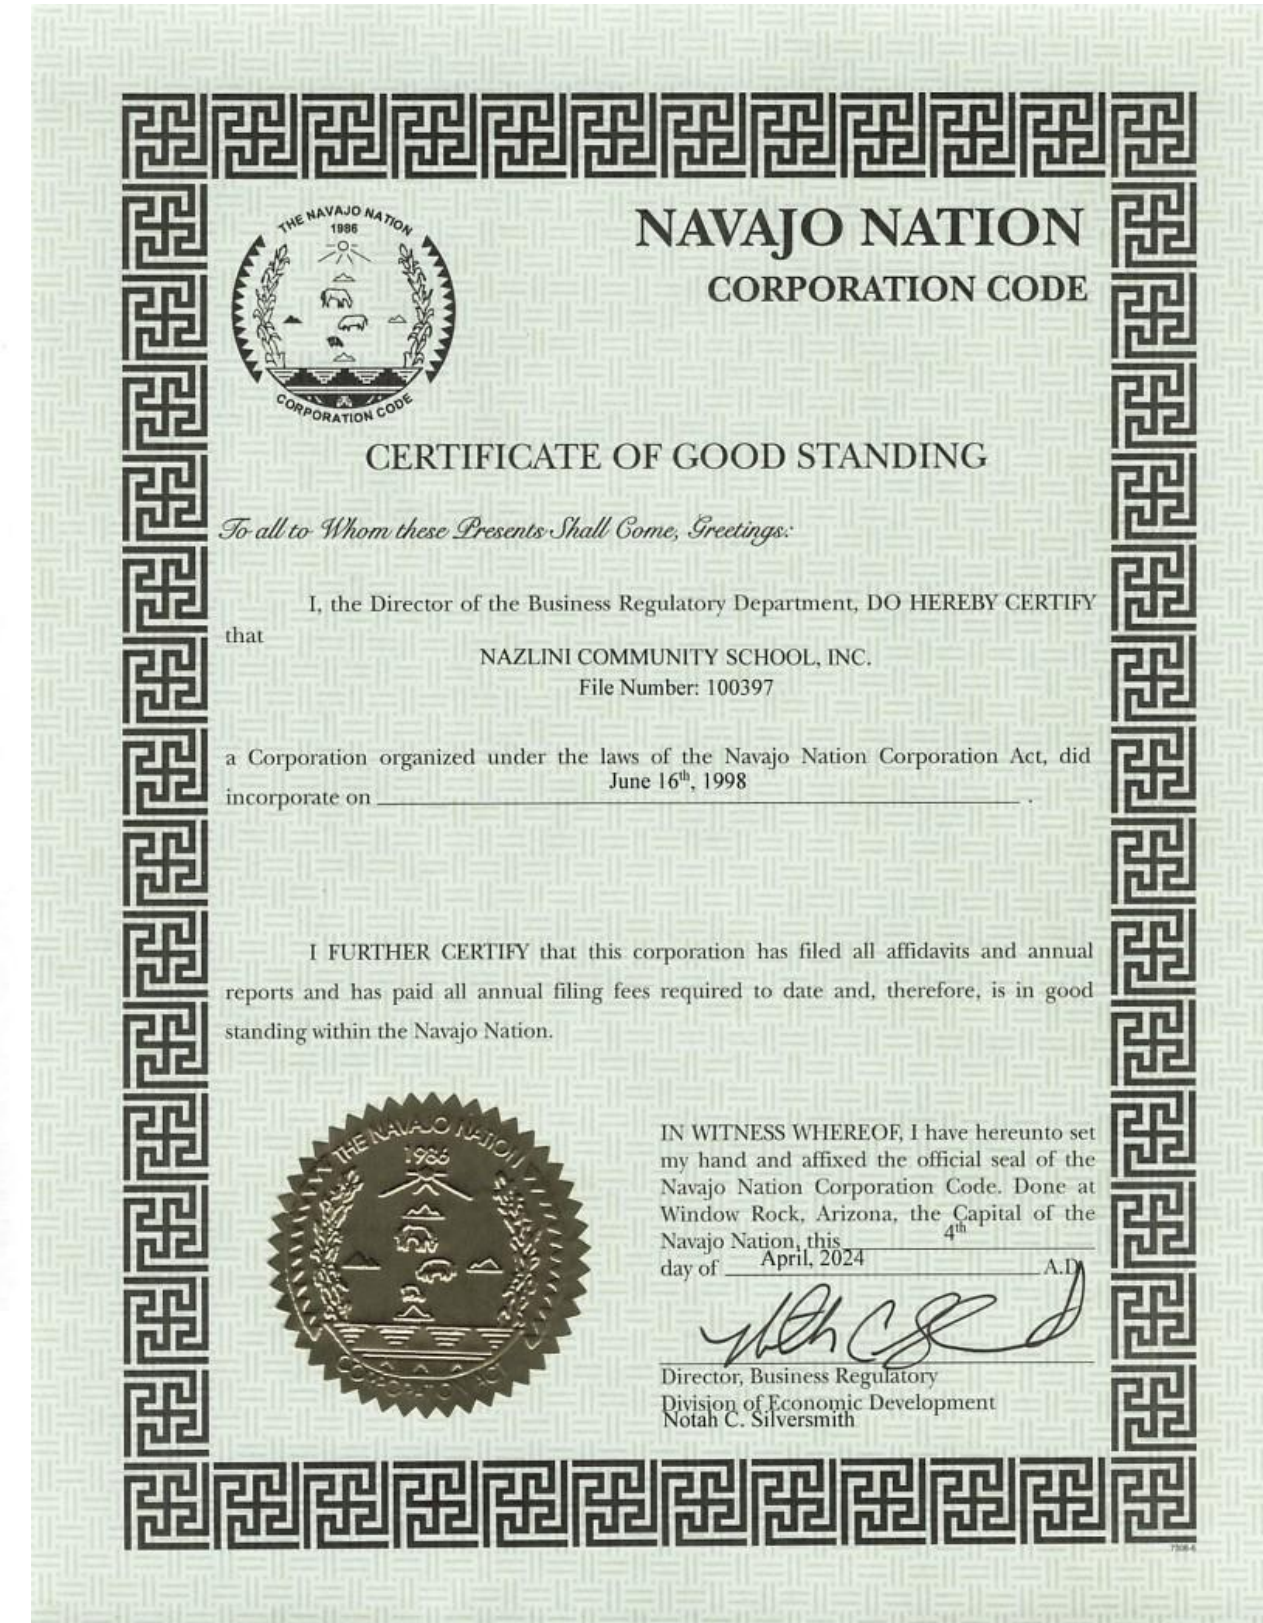 THE NAVAJO NATION
1986
CORPORATION CODE
NAVAJO NATION
CORPORATION CODE
CERTIFICATE OF GOOD STANDING
To all to Whom these Presents Shall Come, Greetings:
I, the Director of the Business Regulatory Department, DO HEREBY CERTIFY
that
NAZLINI COMMUNITY SCHOOL, INC.
File Number: 100397
a Corporation organized under the laws of the Navajo Nation Corporation Act, did
June 16th, 1998
incorporate on .
I FURTHER CERTIFY that this corporation has filed all affidavits and annual
reports and has paid all annual filing fees required to date and, therefore, is in good
standing within the Navajo Nation.
THE NAVAJO NATION
1986
CORPORATION ACT
IN WITNESS WHEREOF, I have hereunto set
my hand and affixed the official seal of the
Navajo Nation Corporation Code. Done at
Window Rock, Arizona, the Capital of the
Navajo Nation, this 4th
day of April, 2024 A.D.
Director, Business Regulatory
Division of Economic Development
Notah C. Silversmith